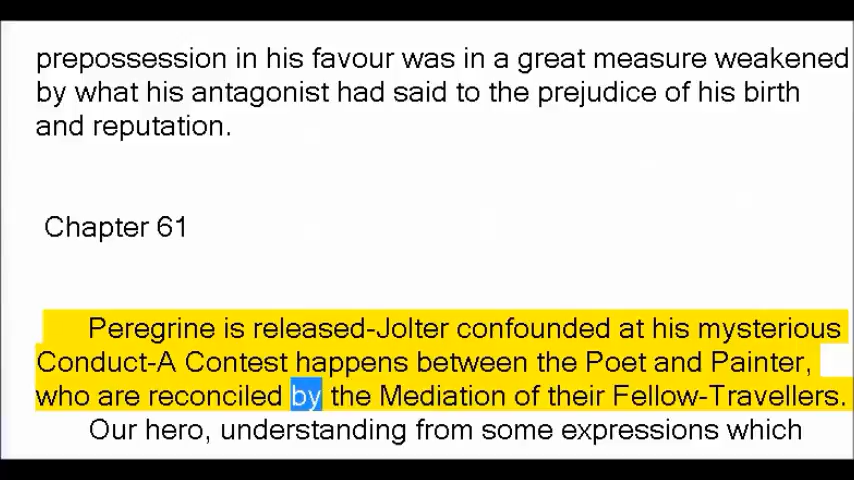 prepossession in his favour was in a great measure weakened
by what his antagonist had said to the prejudice of his birth
and reputation.
Chapter 61
Peregrine is released-Jolter confounded at his mysterious
Conduct-A Contest happens between the Poet and Painter,
who are reconciled by the Mediation of their Fellow-Travellers.
Our hero, understanding from some expressions which